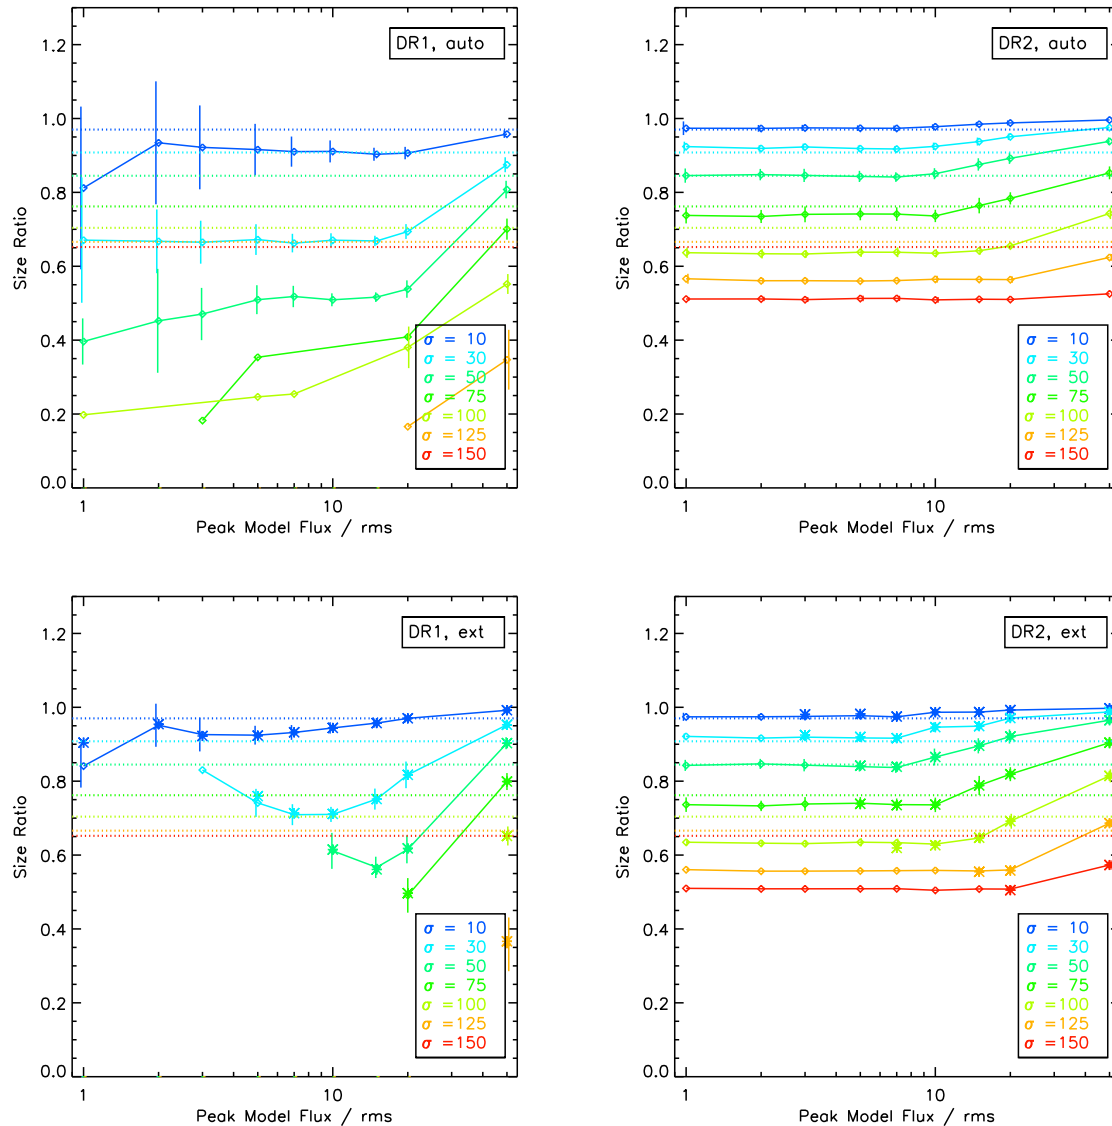 DR1, auto
Size Ratio
1.2
1.0
0.8
0.6
0.4
0.2
0.0
σ = 10
σ = 30
σ = 50
σ = 75
σ =100
σ =125
σ =150
1 10
Peak Model Flux / rms
DR2, auto
Size Ratio
1.2
1.0
0.8
0.6
0.4
0.2
0.0
σ = 10
σ = 30
σ = 50
σ = 75
σ =100
σ =125
σ =150
1 10
Peak Model Flux / rms
DR1, ext
Size Ratio
1.2
1.0
0.8
0.6
0.4
0.2
0.0
σ = 10
σ = 30
σ = 50
σ = 75
σ =100
σ =125
σ =150
1 10
Peak Model Flux / rms
DR2, ext
Size Ratio
1.2
1.0
0.8
0.6
0.4
0.2
0.0
σ = 10
σ = 30
σ = 50
σ = 75
σ =100
σ =125
σ =150
1 10
Peak Model Flux / rms